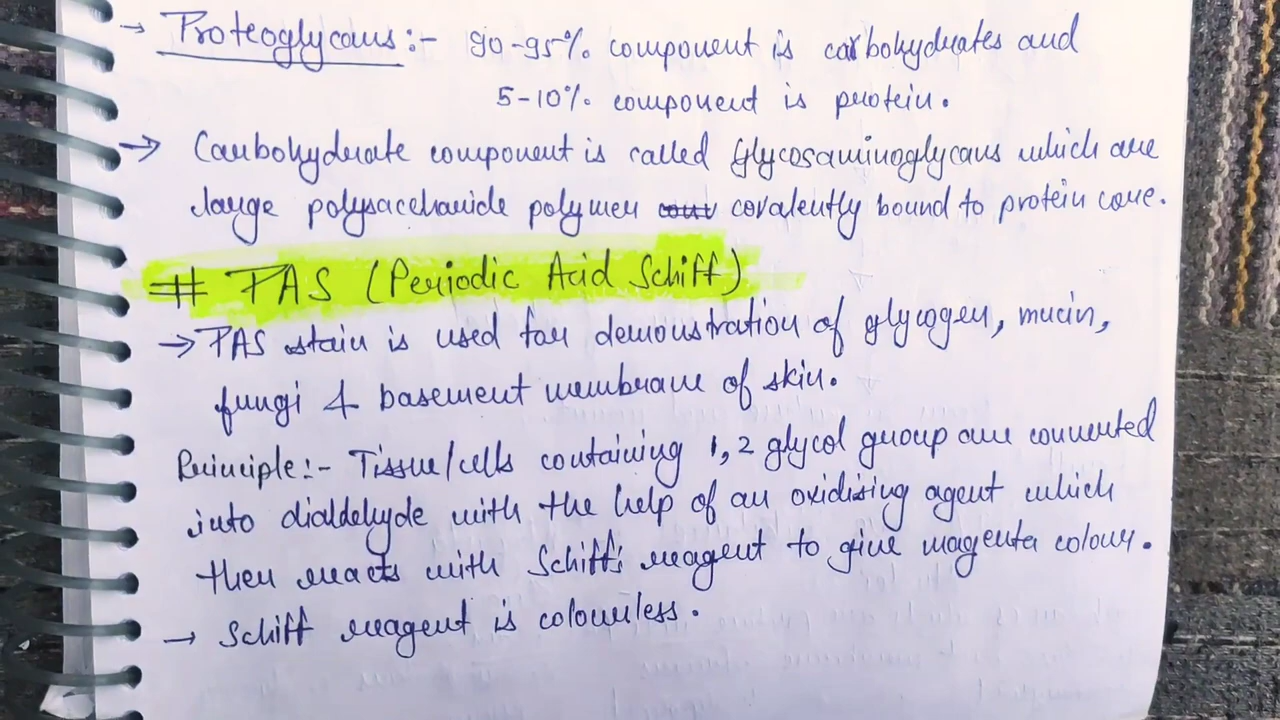 → Proteoglycans :- 90-95% component is carbohydrates and
5-10% component is protein.
→ Carbohydrate component is called Glycosaminoglycans which are
large polysaccharide polymer covalently bound to protein core.
# PAS (Periodic Acid Schiff)
→ PAS stain is used for demonstration of glycogen, mucin,
fungi & basement membrane of skin.
Principle:- Tissue/cells containing 1,2 glycol group are converted
into dialdehyde with the help of an oxidising agent which
then reacts with Schiff's reagent to give magenta colour.
→ Schiff reagent is colourless.